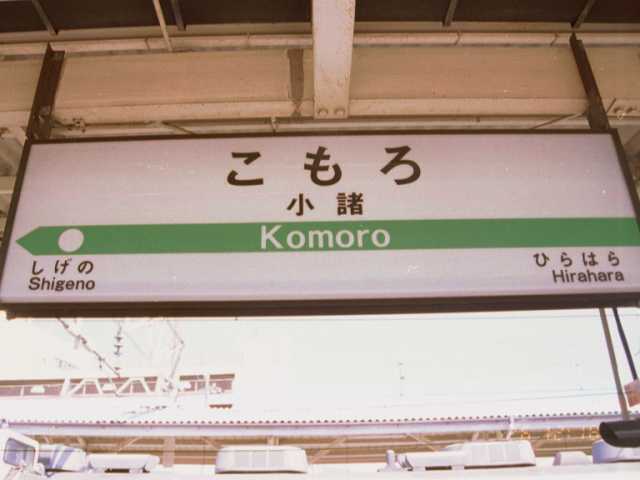 こもろ
小諸
Komoro
しげの
Shigeno
ひらはら
Hirahara